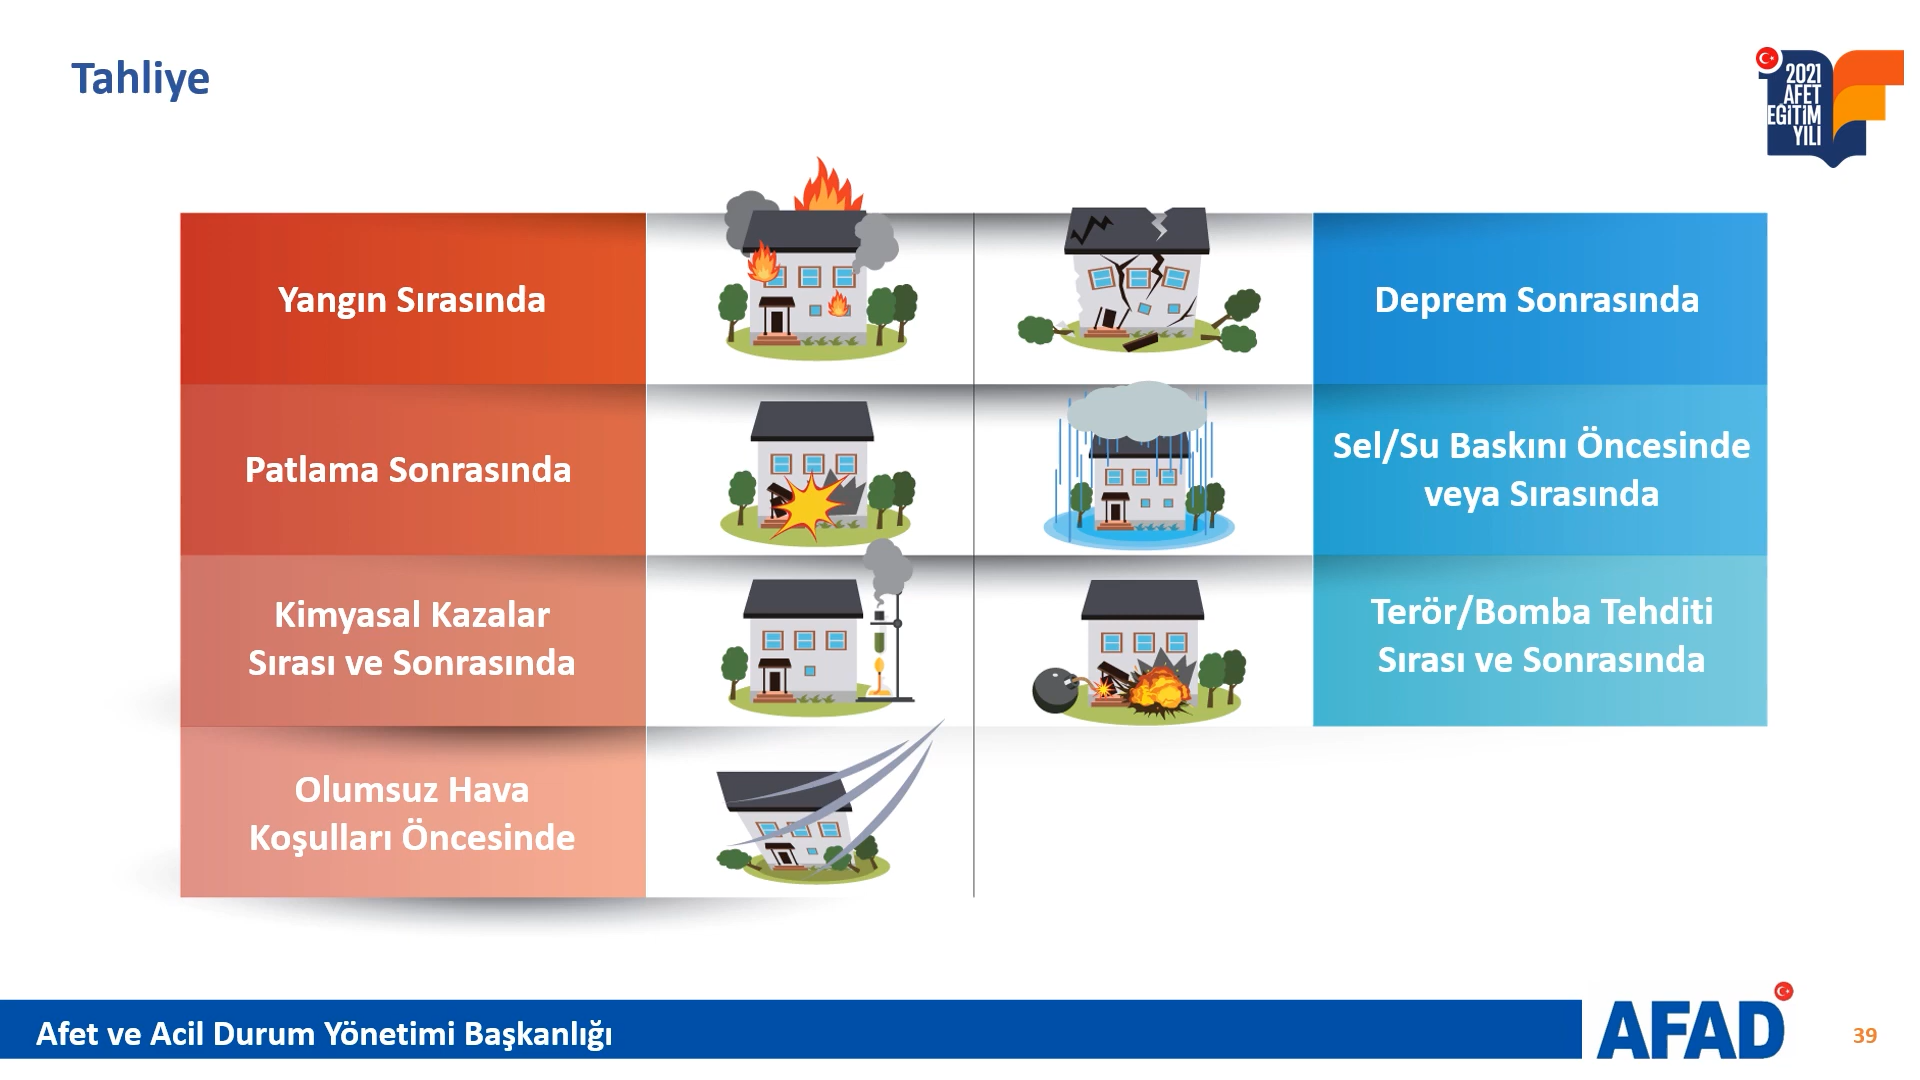 Tahliye
2021
AFET
EĞİTİM
YILI
Yangın Sırasında
Deprem Sonrasında
Patlama Sonrasında
Sel/Su Baskını Öncesinde
veya Sırasında
Kimyasal Kazalar
Sırası ve Sonrasında
Terör/Bomba Tehditi
Sırası ve Sonrasında
Olumsuz Hava
Koşulları Öncesinde
Afet ve Acil Durum Yönetimi Başkanlığı
AFAD
39